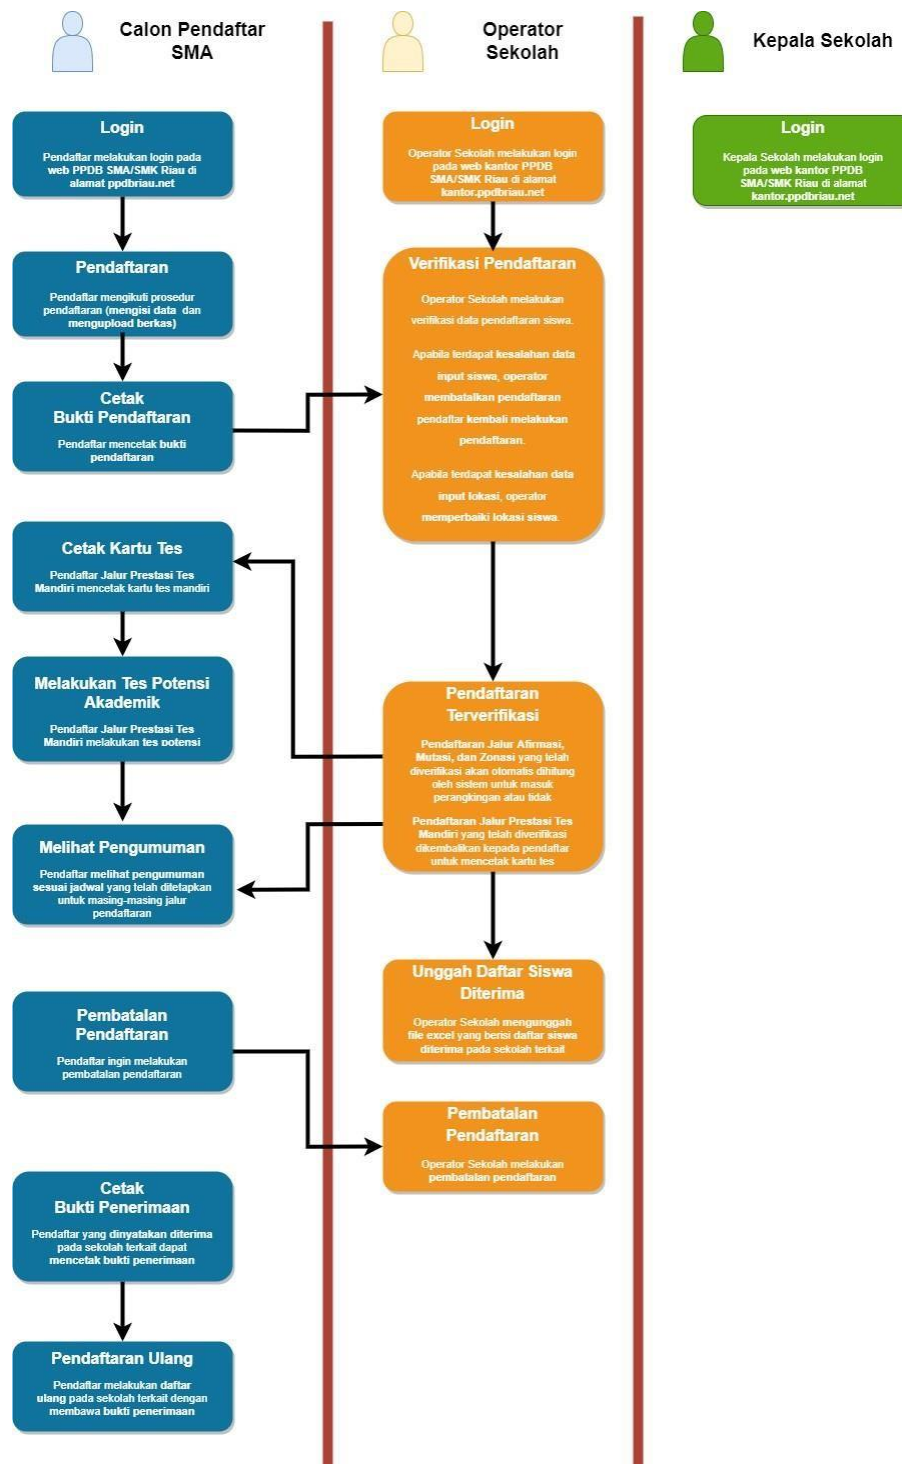 Calon Pendaftar
SMA
Login
Pendaftar melakukan login pada
web PPDB SMA/SMK Riau di
alamat ppdbriau.net
Pendaftaran
Pendaftar mengikuti prosedur
pendaftaran (mengisi data dan
mengupload berkas)
Cetak
Bukti Pendaftaran
Pendaftar mencetak bukti
pendaftaran
Cetak Kartu Tes
Pendaftar Jalur Prestasi Tes
Mandiri mencetak kartu tes mandiri
Melakukan Tes Potensi
Akademik
Pendaftar Jalur Prestasi Tes
Mandiri melakukan tes potensi
Melihat Pengumuman
Pendaftar melihat pengumuman
sesuai jadwal yang telah ditetapkan
untuk masing-masing jalur
pendaftaran
Pembatalan
Pendaftaran
Pendaftar ingin melakukan
pembatalan pendaftaran
Cetak
Bukti Penerimaan
Pendaftar yang dinyatakan diterima
pada sekolah terkait dapat
mencetak bukti penerimaan
Pendaftaran Ulang
Pendaftar melakukan daftar
ulang pada sekolah terkait dengan
membawa bukti penerimaan
Operator
Sekolah
Login
Operator Sekolah melakukan login
pada web kantor PPDB
SMA/SMK Riau di alamat
kantor.ppdbriau.net
Verifikasi Pendaftaran
Operator Sekolah melakukan
verifikasi data pendaftaran siswa.
Apabila terdapat kesalahan data
input siswa, operator
membatalkan pendaftaran
pendaftar kembali melakukan
pendaftaran.
Apabila terdapat kesalahan data
input lokasi, operator
memperbaiki lokasi siswa.
Pendaftaran
Terverifikasi
Pendaftaran Jalur Afirmasi,
Mutasi, dan Zonasi yang telah
diverifikasi akan otomatis dihitung
oleh sistem untuk masuk
perangkingan atau tidak
Pendaftaran Jalur Prestasi Tes
Mandiri yang telah diverifikasi
dikembalikan kepada pendaftar
untuk mencetak kartu tes
Unggah Daftar Siswa
Diterima
Operator Sekolah mengunggah
file excel yang berisi daftar siswa
diterima pada sekolah terkait
Pembatalan
Pendaftaran
Operator Sekolah melakukan
pembatalan pendaftaran
Kepala Sekolah
Login
Kepala Sekolah melakukan login
pada web kantor PPDB
SMA/SMK Riau di alamat
kantor.ppdbriau.net